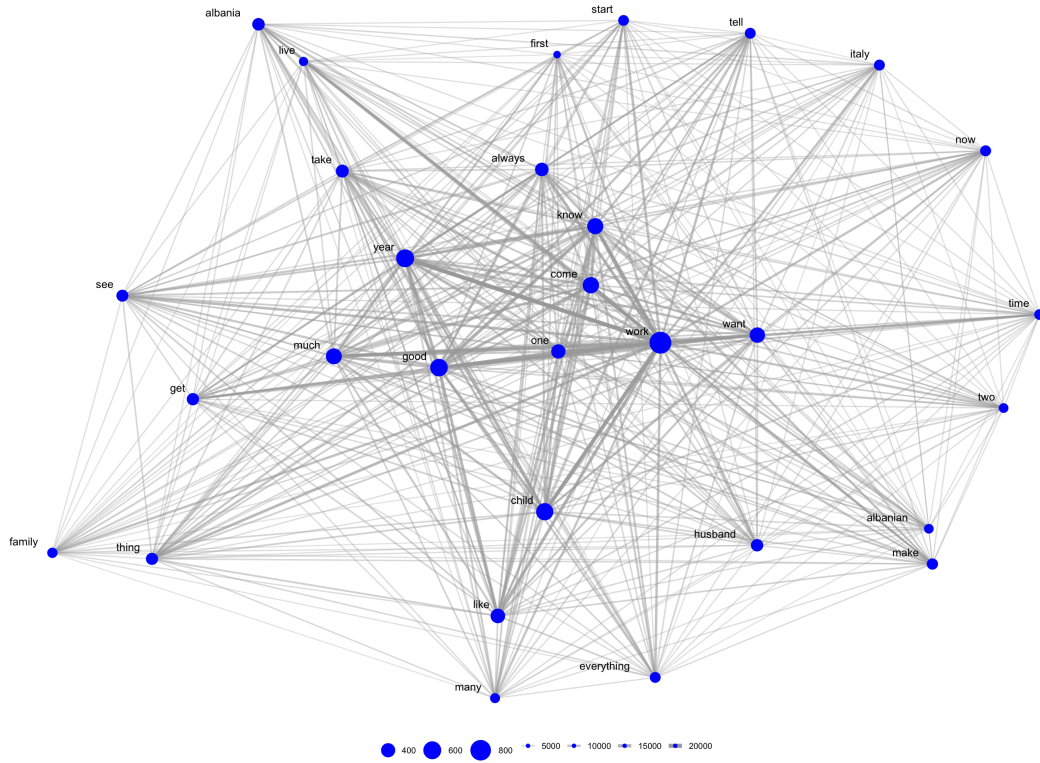 start
albania
tell
first
live
italy
now
always
take
know
year
come
see
time
want
work
one
much
good
get
two
child
albanian
husband
family
thing
make
like
everything
many
400 600 800 5000 10000 15000 20000